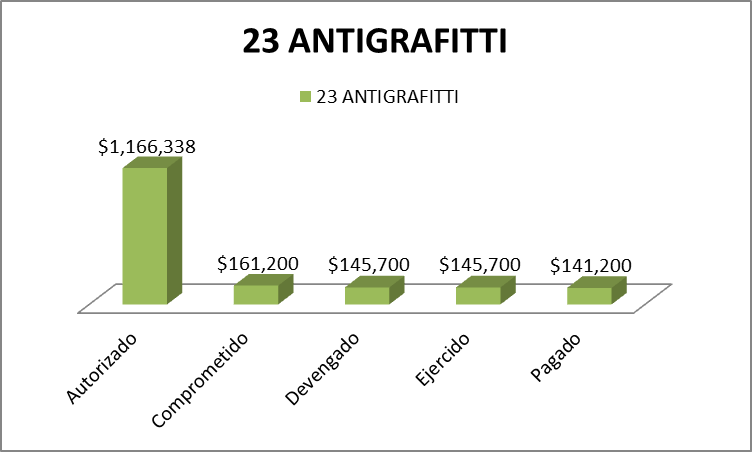 23 ANTIGRAFITTI
23 ANTIGRAFITTI
$1,166,338
$161,200
$145,700
$145,700
$141,200
Autorizado
Comprometido
Devengado
Ejercido
Pagado